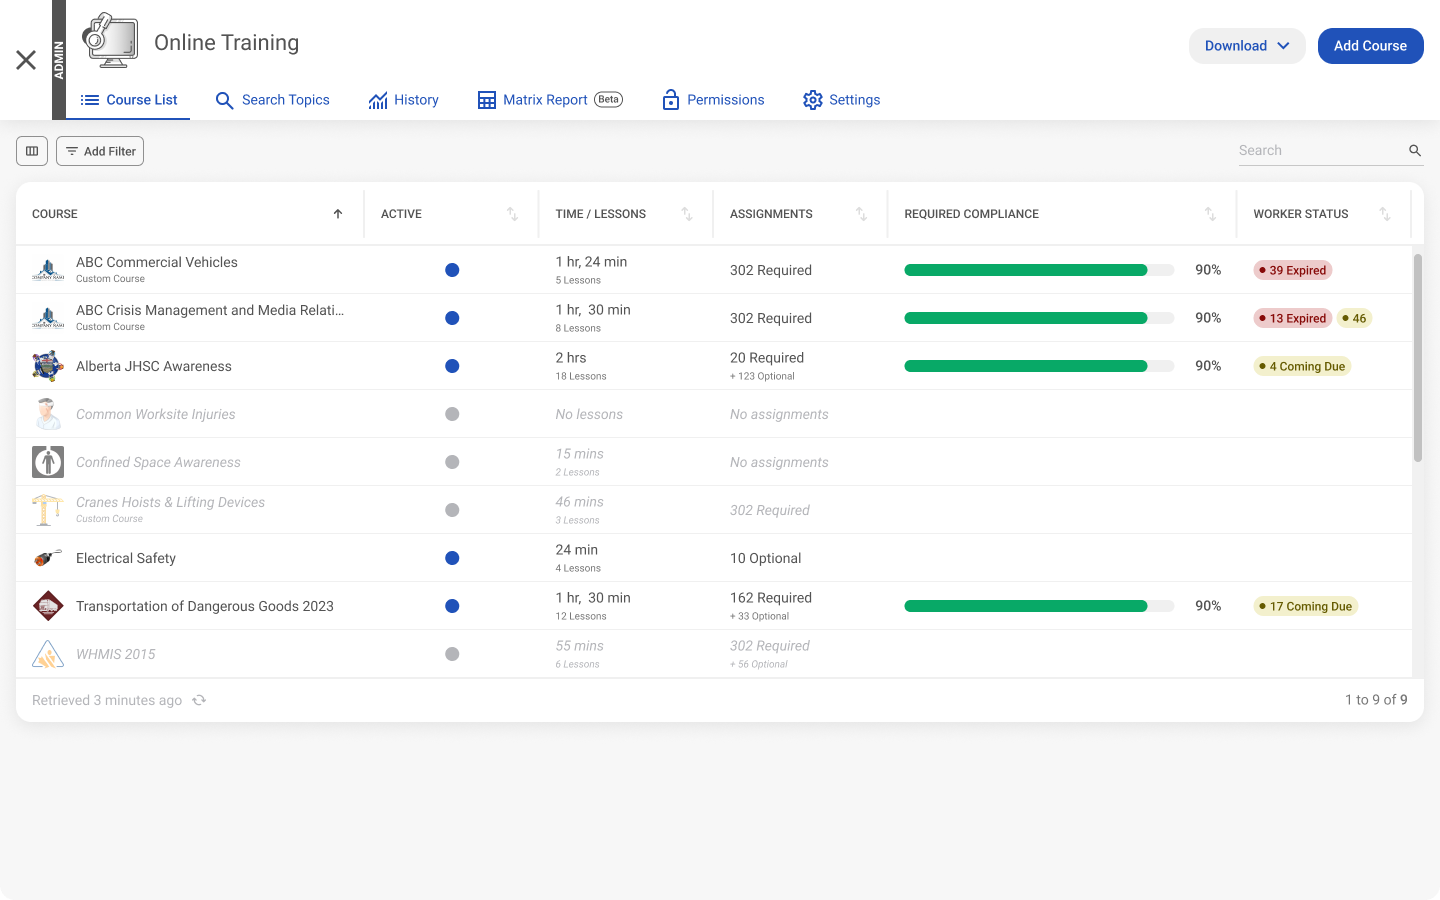 ADMIN
Online Training
Download
Add Course
Course List
Search Topics
History
Matrix Report Beta
Permissions
Settings
Add Filter
Search
COURSE
ACTIVE
TIME / LESSONS
ASSIGNMENTS
REQUIRED COMPLIANCE
WORKER STATUS
ABC Commercial Vehicles
Custom Course
1 hr, 24 min
5 Lessons
302 Required
90%
39 Expired
ABC Crisis Management and Media Relati...
Custom Course
1 hr, 30 min
8 Lessons
302 Required
90%
13 Expired
46
Alberta JHSC Awareness
2 hrs
18 Lessons
20 Required
+ 123 Optional
90%
4 Coming Due
Common Worksite Injuries
No lessons
No assignments
Confined Space Awareness
15 mins
2 Lessons
No assignments
Cranes Hoists & Lifting Devices
Custom Course
46 mins
3 Lessons
302 Required
Electrical Safety
24 min
4 Lessons
10 Optional
Transportation of Dangerous Goods 2023
1 hr, 30 min
12 Lessons
162 Required
+ 33 Optional
90%
17 Coming Due
WHMIS 2015
55 mins
6 Lessons
302 Required
+ 56 Optional
Retrieved 3 minutes ago
1 to 9 of 9